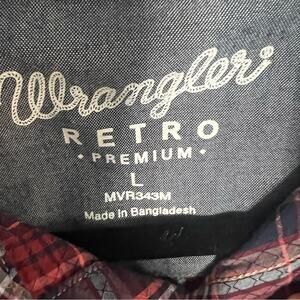 Wrangler
RETRO
• PREMIUM •
L
MVR343M
Made in Bangladesh